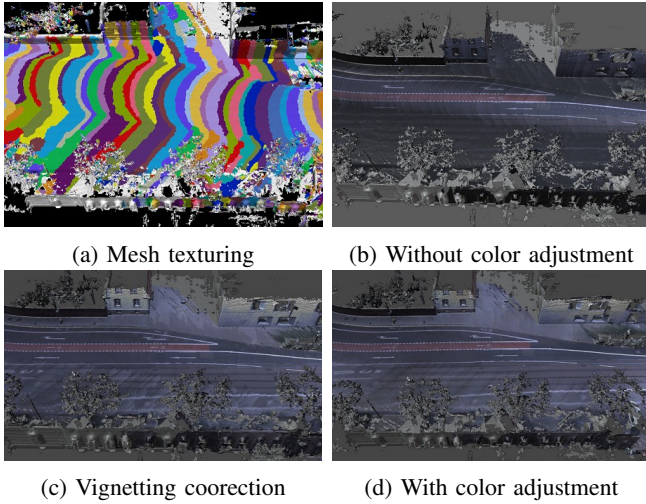 (a) Mesh texturing
(b) Without color adjustment
(c) Vignetting coorection
(d) With color adjustment